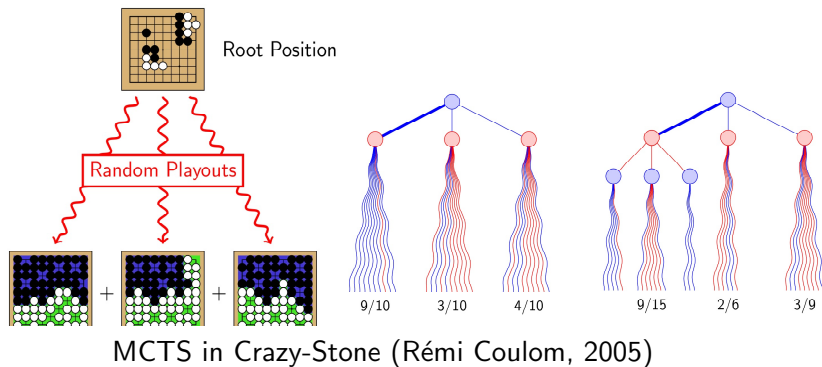 Root Position
Random Playouts
+ +
9/10 3/10 4/10 9/15 2/6 3/9
MCTS in Crazy-Stone (Rémi Coulom, 2005)